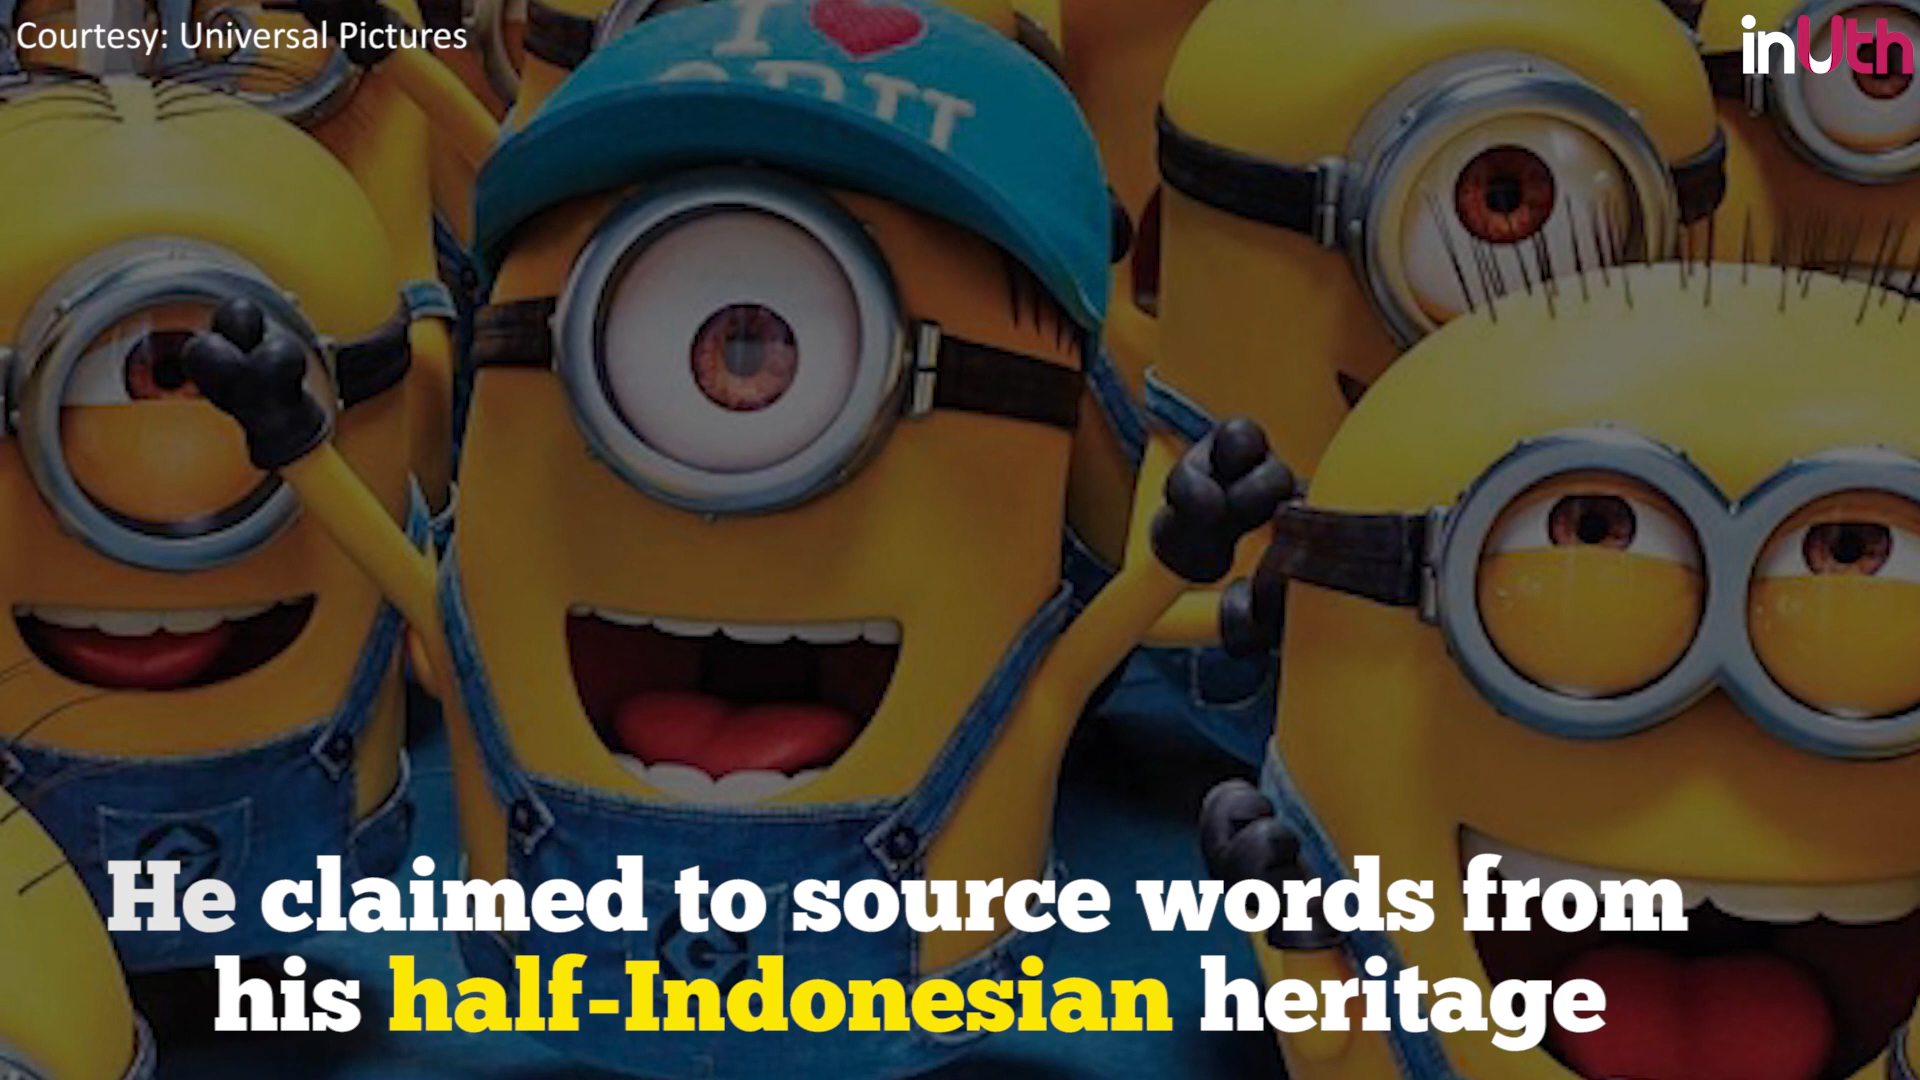 Courtesy: Universal Pictures
inUth
I
He claimed to source words from
his half-Indonesian heritage